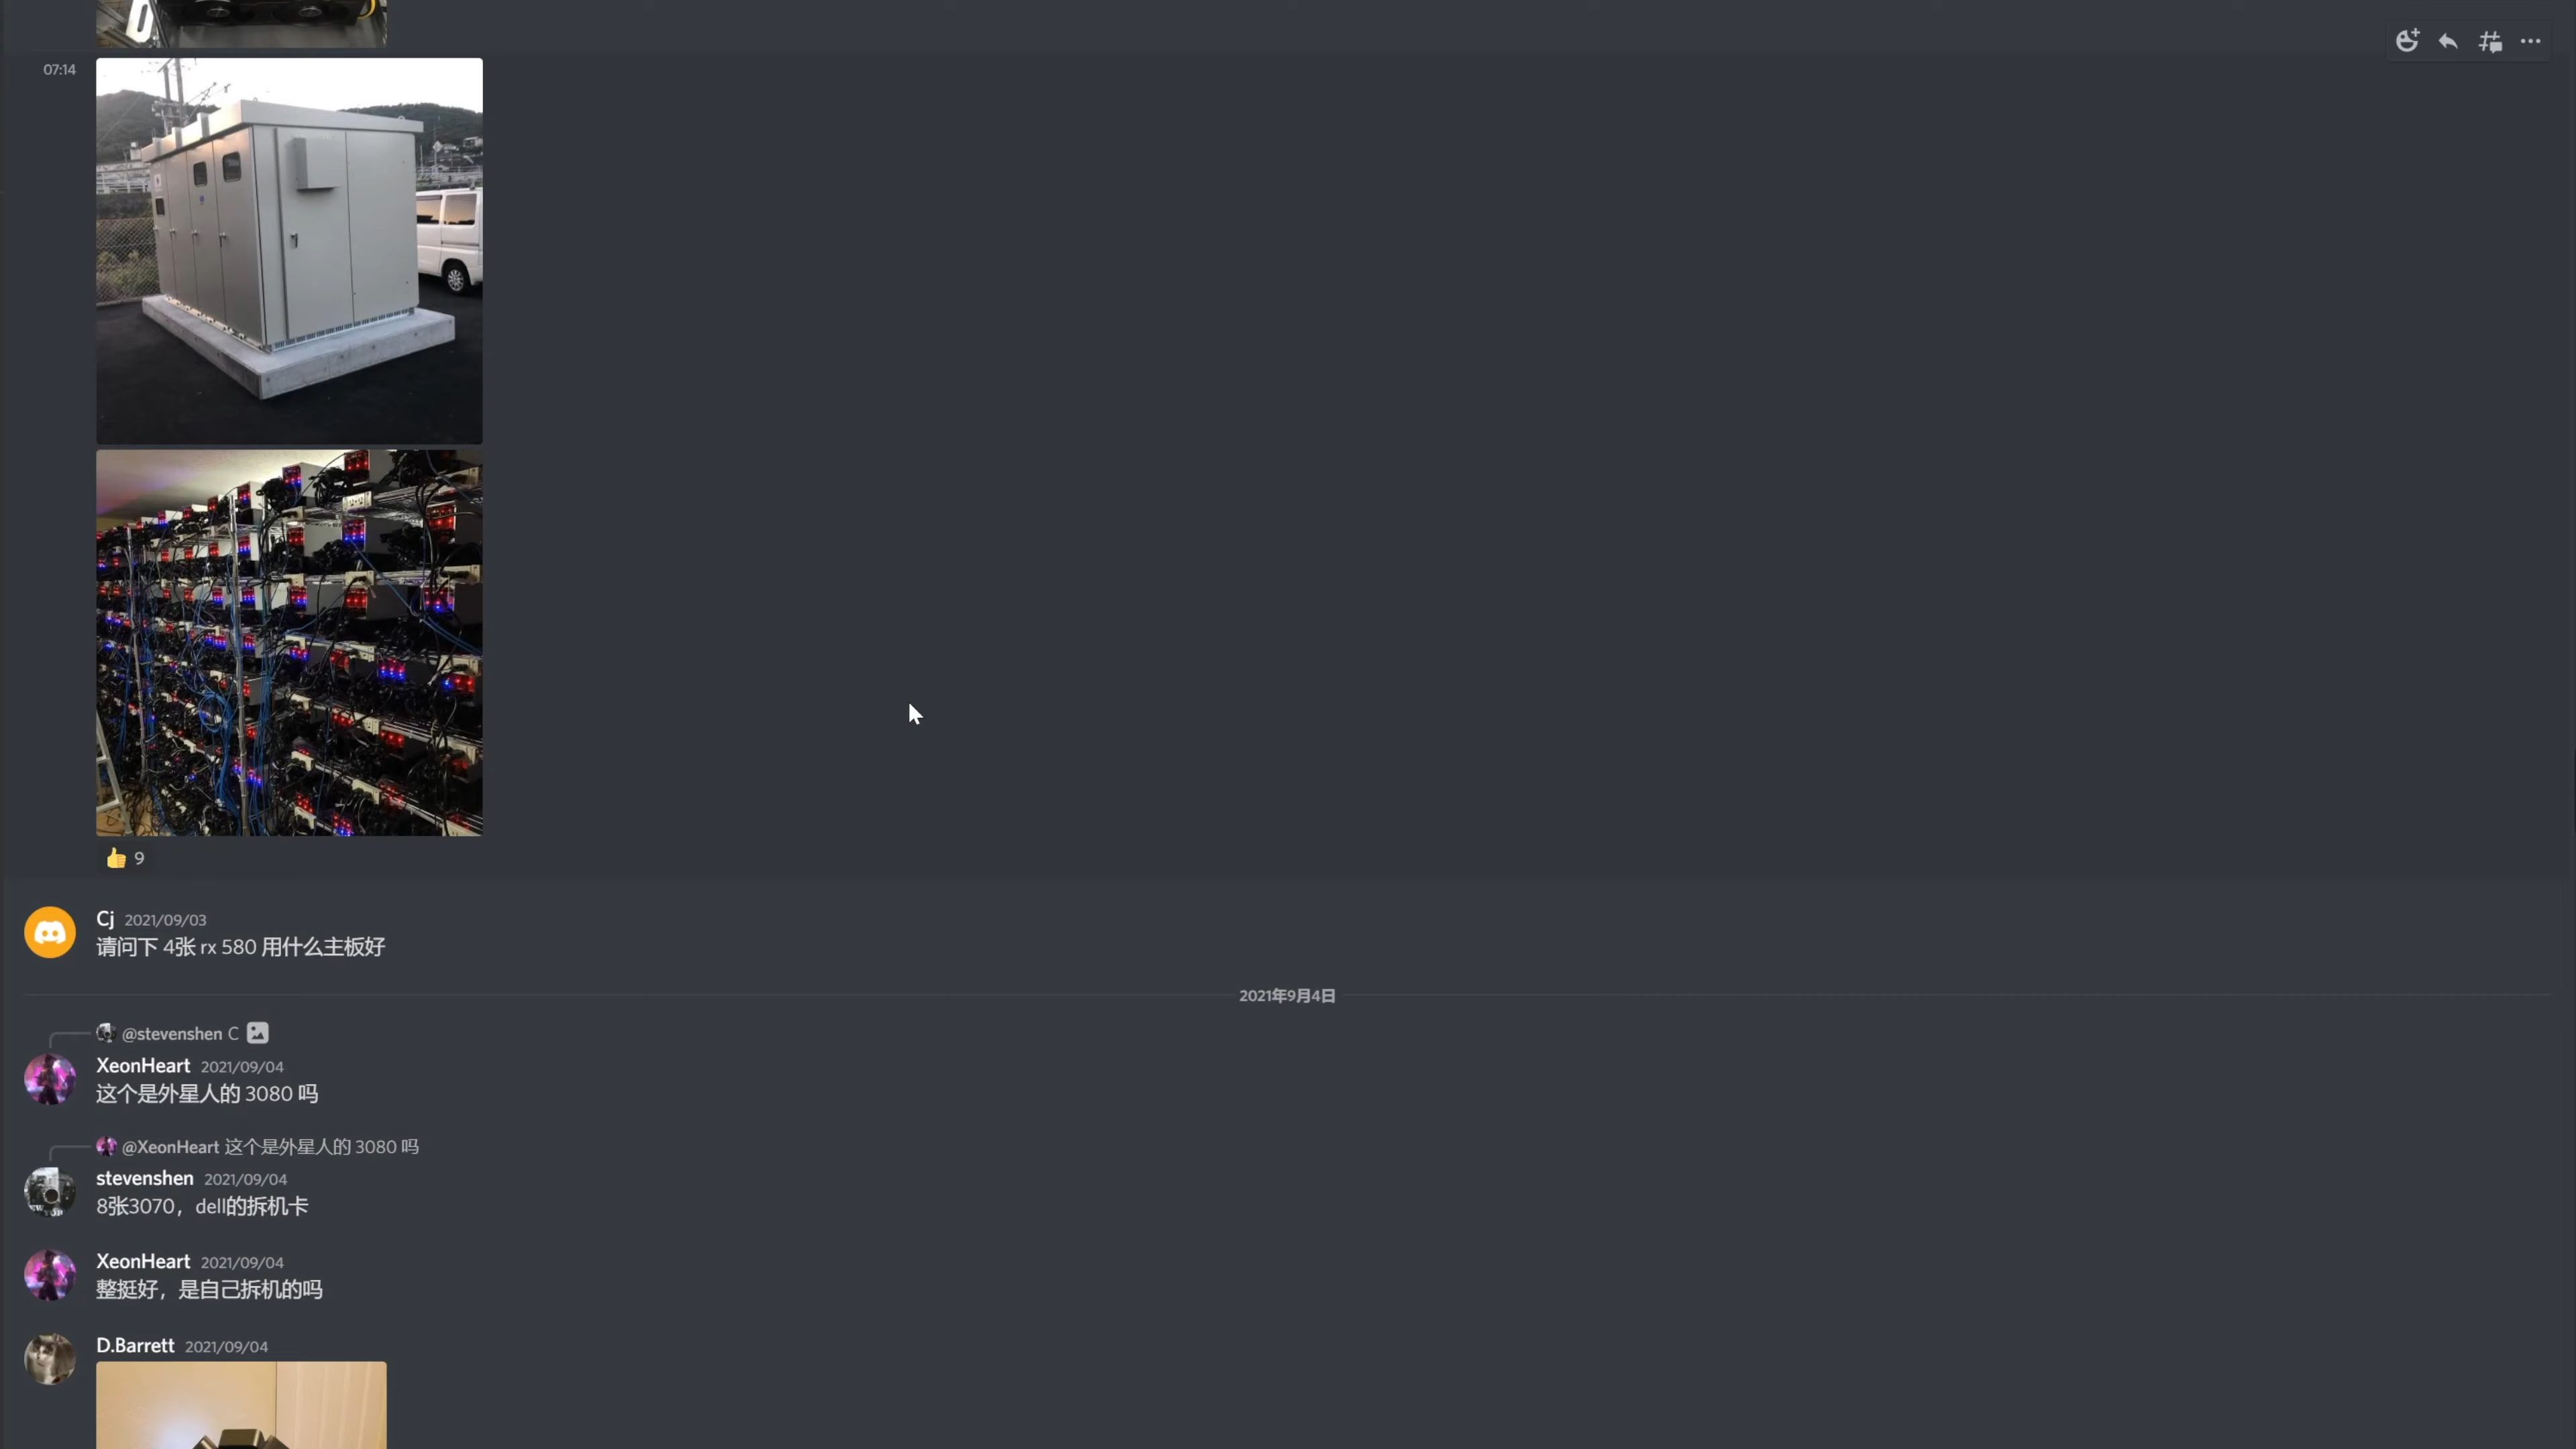 07:14
9
Cj 2021/09/03
请问下 4张 rx 580 用什么主板好
2021年9月4日
@stevenshen C
XeonHeart 2021/09/04
这个是外星人的 3080 吗
@XeonHeart 这个是外星人的 3080 吗
stevenshen 2021/09/04
8张3070，dell的拆机卡
XeonHeart 2021/09/04
整挺好，是自己拆机的吗
D.Barrett 2021/09/04